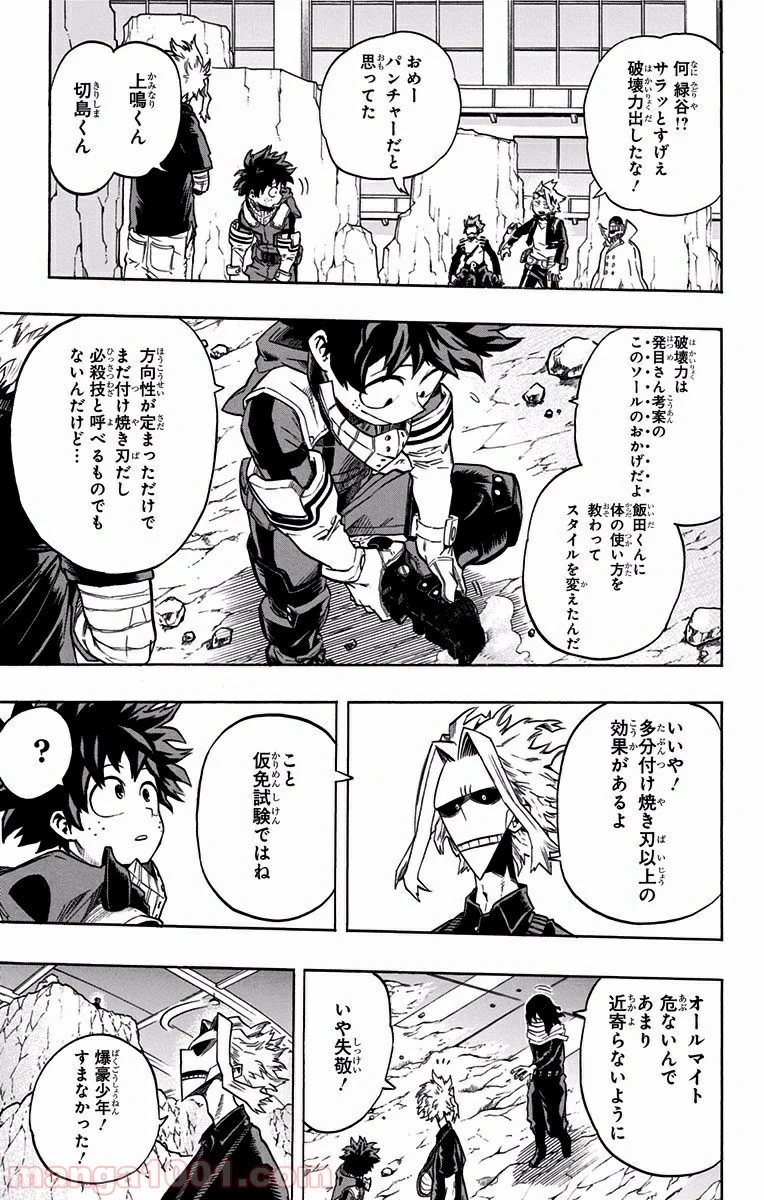 何緑谷!?
サラッとすげえ
破壊力出したな!
おめー
パンチャーだと
思ってた
上鳴くん
切島くん
破壊力は
発目さん考案の
このソールのおかげだよ
飯田くんに
体の使い方を
教わって
スタイルを変えたんだ
方向性が定まっただけで
まだ付け焼き刃だし
必殺技と呼べるものでも
ないんだけど…
いいや!
多分付け焼き刃以上の
効果があるよ
こと
仮免試験ではね
?
オールマイト
危ないんで
あまり
近寄らないように
いや失敬!
爆豪少年!
すまなかった!
manga1001.com